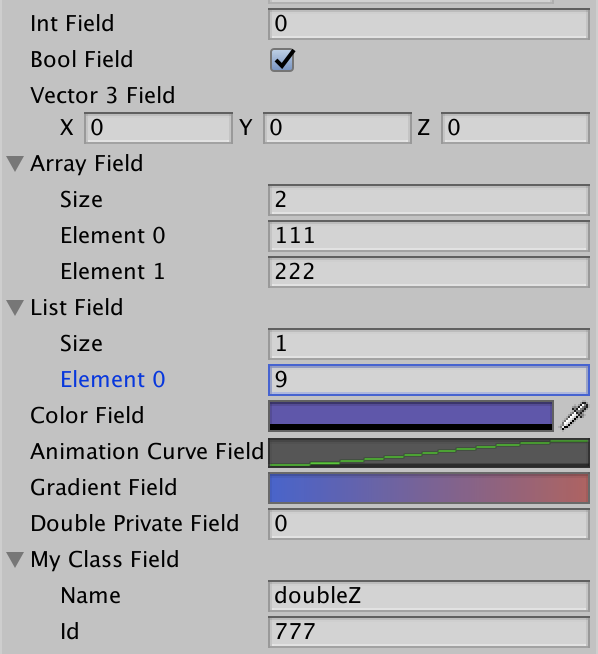 Int Field 0
Bool Field
Vector 3 Field
X 0 Y 0 Z 0
Array Field
Size 2
Element 0 111
Element 1 222
List Field
Size 1
Element 0 9
Color Field
Animation Curve Field
Gradient Field
Double Private Field 0
My Class Field
Name doubleZ
Id 777